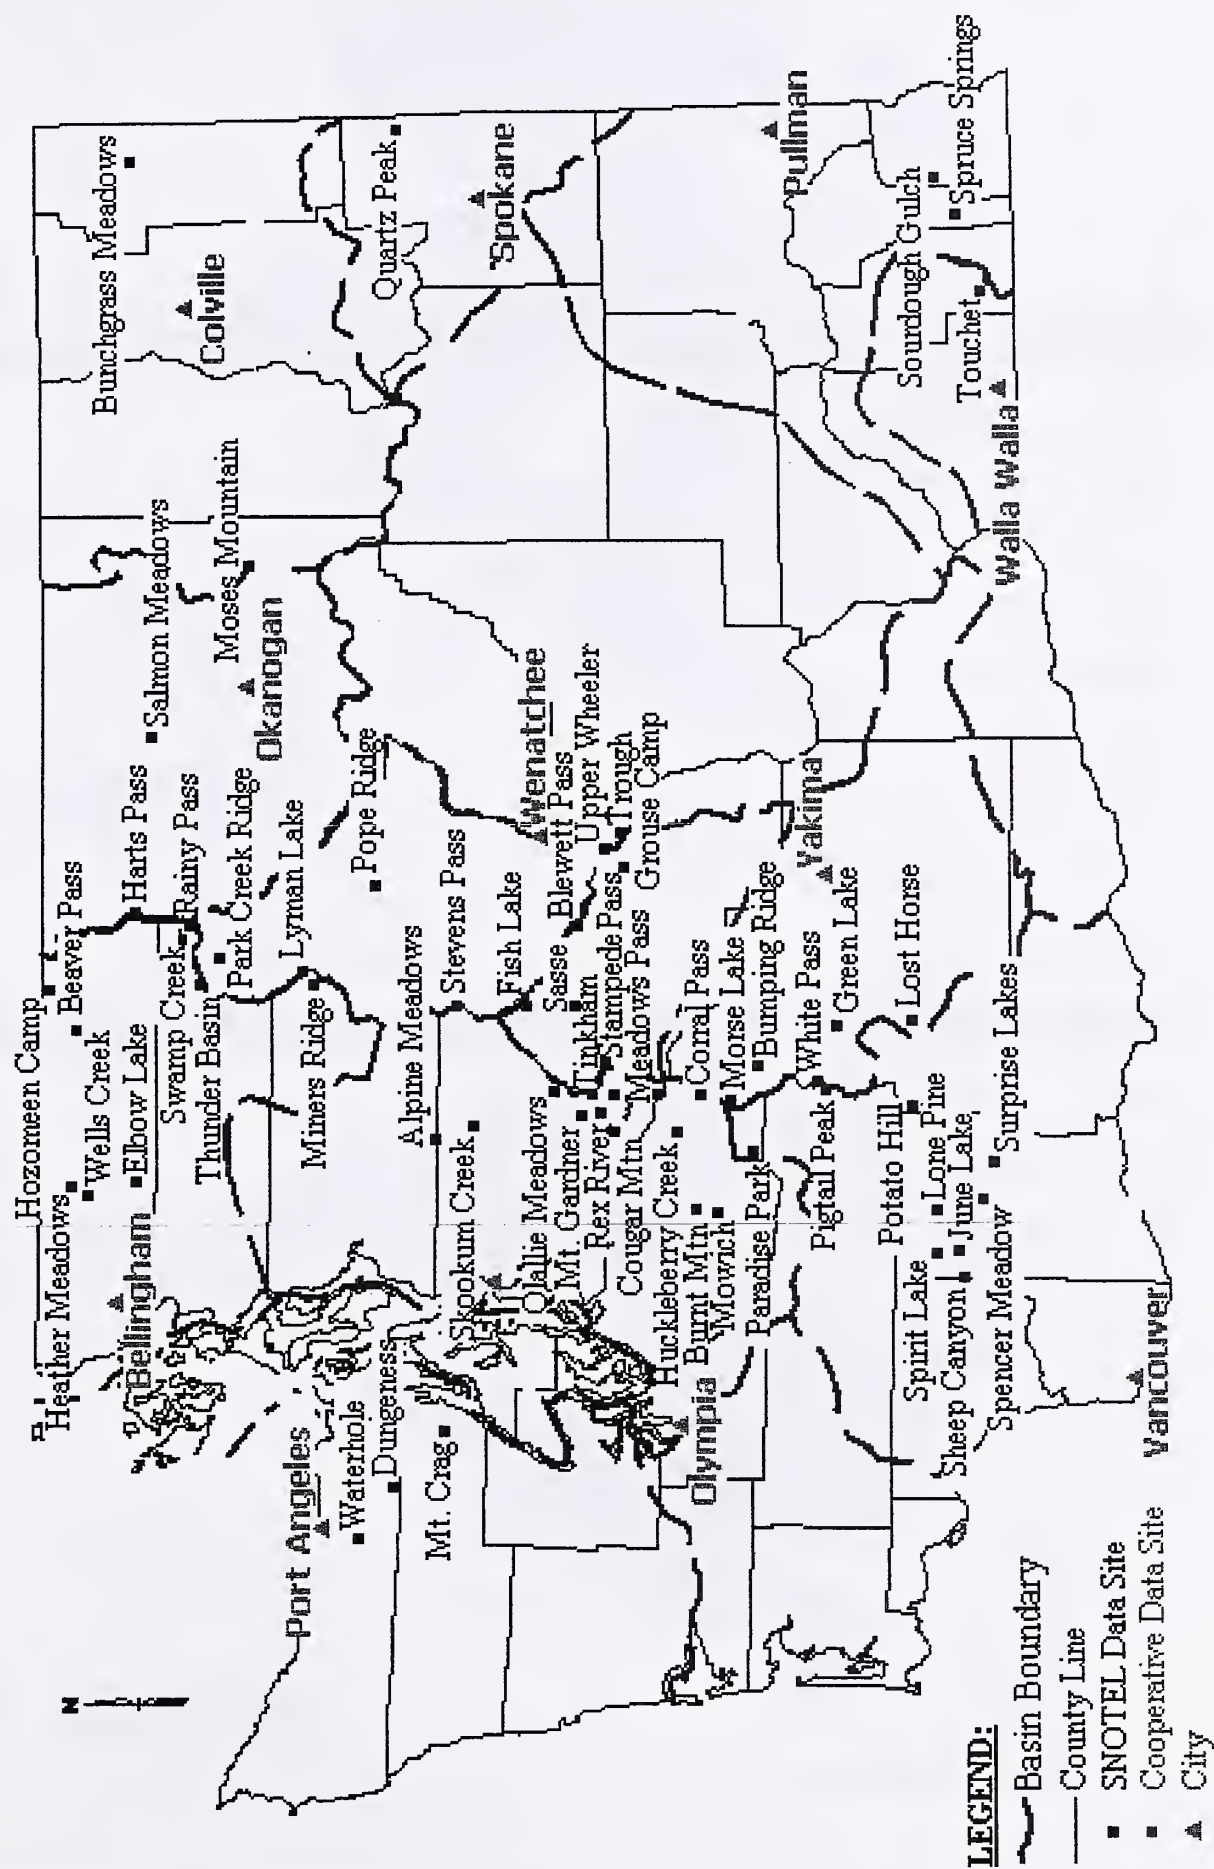 N
Hozomeen Camp
Heather Meadows
Beaver Pass
Wells Creek
Bellingham
Elbow Lake
Harts Pass
Salmon Meadows
Bunchgrass Meadows
Swamp Creek
Rainy Pass
Thunder Basin
Park Creek Ridge
Moses Mountain
Colville
Okanogan
Lyman Lake
Miners Ridge
Port Angeles
Waterhole
Dungeness
Pope Ridge
Quartz Peak
Alpine Meadows
Mt. Crag
Stevens Pass
Skookum Creek
Spokane
Fish Lake
Wenatchee
Olallie Meadows
Sasse
Blewett Pass
Mt. Gardner
Tinkham
Upper Wheeler
Rex River
Stampede Pass
Trough
Cougar Mtn
Meadows Pass
Grouse Camp
Huckleberry Creek
Corral Pass
Burnt Mtn
Olympia
Mowich
Morse Lake
Paradise Park
Bumping Ridge
Pullman
White Pass
Yakima
Pigtail Peak
Green Lake
Potato Hill
Lost Horse
Sourdough Gulch
Spirit Lake
Lone Pine
Sheep Canyon
June Lake
Touchet
Spruce Springs
Spencer Meadow
Surprise Lakes
Walla Walla
Vancouver
LEGEND:
Basin Boundary
County Line
SNOTEL Data Site
Cooperative Data Site
City